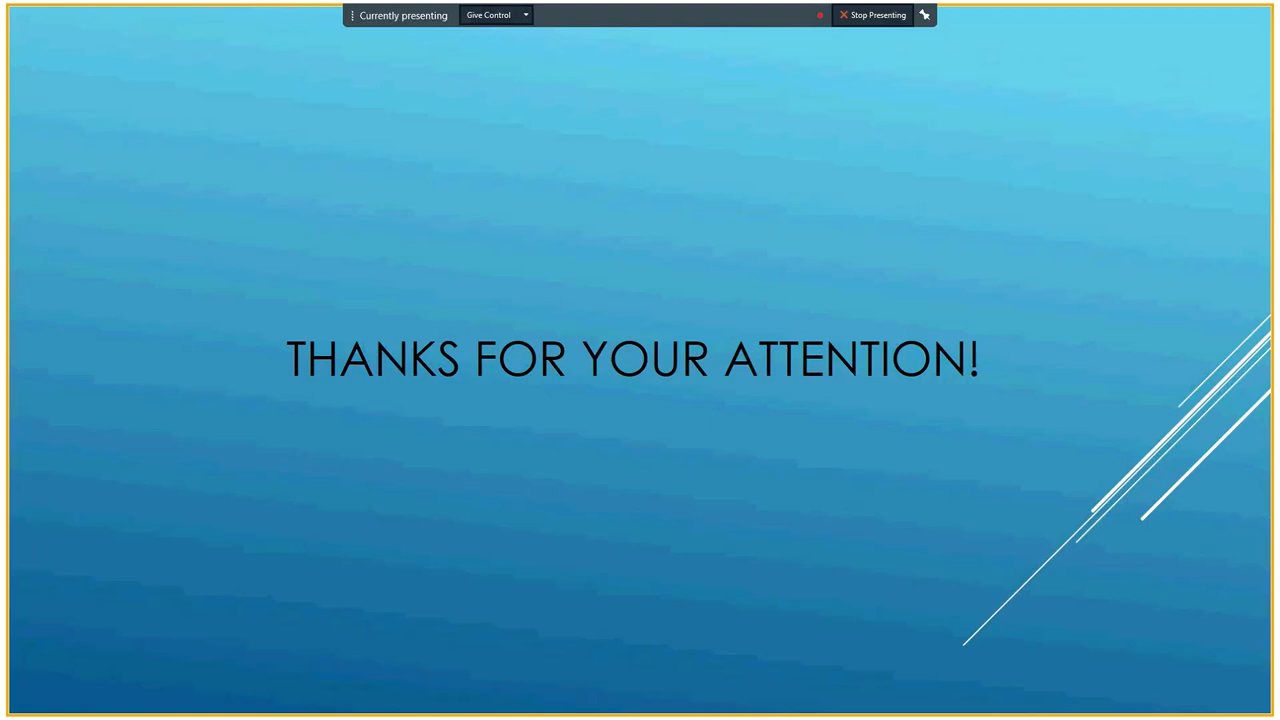 Currently presenting Give Control Stop Presenting
THANKS FOR YOUR ATTENTION!